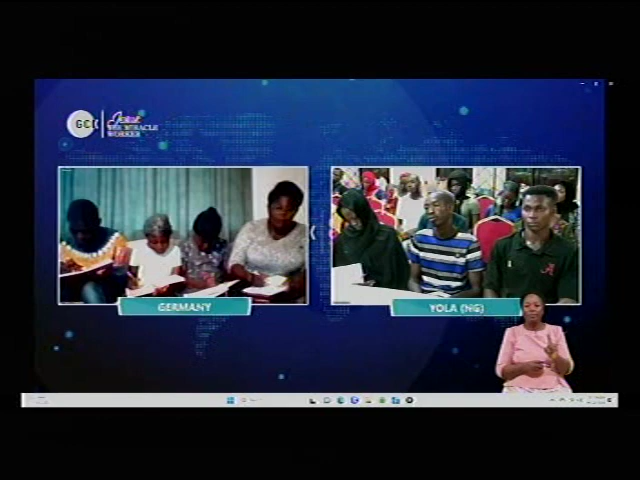 GCK
Jesus
THE MIRACLE
WORKER
GERMANY
YOLA (NG)